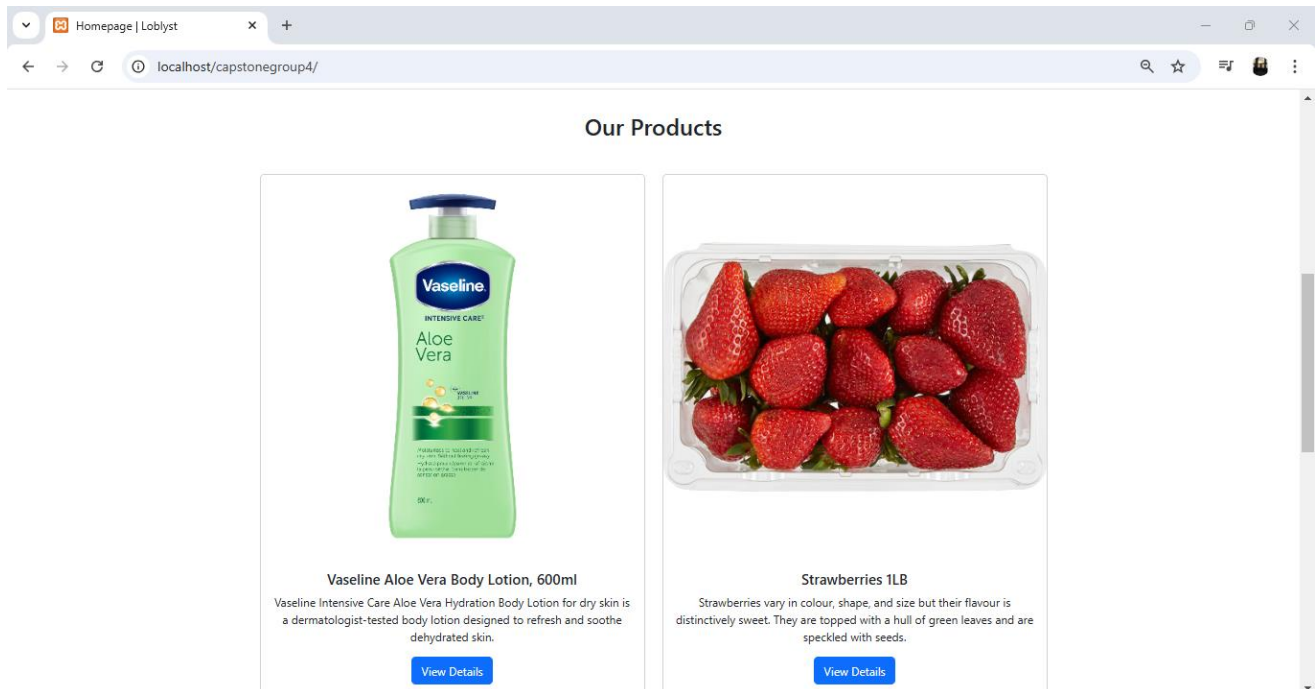 Homepage | Loblyst
localhost/capstonegroup4/
Our Products
Vaseline.
INTENSIVE CARE
Aloe
Vera
Vaseline Aloe Vera Body Lotion, 600ml
Vaseline Intensive Care Aloe Vera Hydration Body Lotion for dry skin is
a dermatologist-tested body lotion designed to refresh and soothe
dehydrated skin.
View Details
Strawberries 1LB
Strawberries vary in colour, shape, and size but their flavour is
distinctively sweet. They are topped with a hull of green leaves and are
speckled with seeds.
View Details